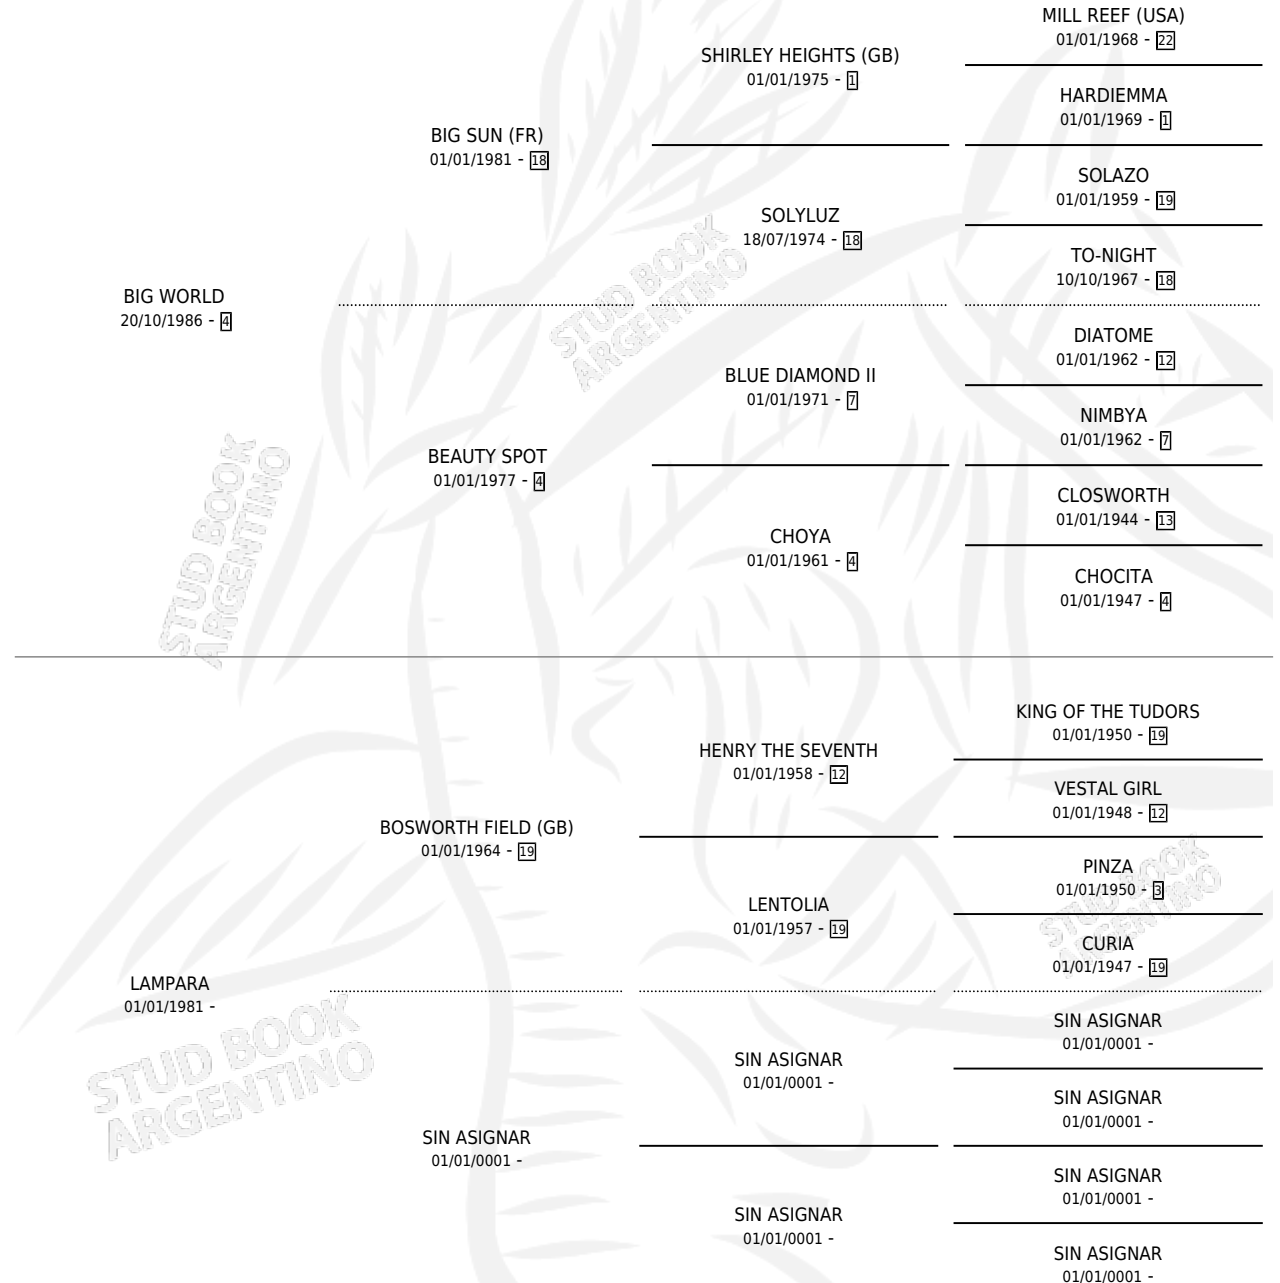 MILL REEF (USA)
01/01/1968 - 22
SHIRLEY HEIGHTS (GB)
01/01/1975 - 1
HARDIEMMA
01/01/1969 - 1
BIG SUN (FR)
01/01/1981 - 18
SOLAZO
01/01/1959 - 19
SOLYLUZ
18/07/1974 - 18
TO-NIGHT
10/10/1967 - 18
BIG WORLD
20/10/1986 - 4
DIATOME
01/01/1962 - 12
BLUE DIAMOND II
01/01/1971 - 7
NIMBYA
01/01/1962 - 7
BEAUTY SPOT
01/01/1977 - 4
CLOSWORTH
01/01/1944 - 13
CHOYA
01/01/1961 - 4
CHOCITA
01/01/1947 - 4
KING OF THE TUDORS
01/01/1950 - 19
HENRY THE SEVENTH
01/01/1958 - 12
VESTAL GIRL
01/01/1948 - 12
BOSWORTH FIELD (GB)
01/01/1964 - 19
PINZA
01/01/1950 - 3
LENTOLIA
01/01/1957 - 19
CURIA
01/01/1947 - 19
LAMPARA
01/01/1981 -
SIN ASIGNAR
01/01/0001 -
SIN ASIGNAR
01/01/0001 -
SIN ASIGNAR
01/01/0001 -
SIN ASIGNAR
01/01/0001 -
SIN ASIGNAR
01/01/0001 -
SIN ASIGNAR
01/01/0001 -
SIN ASIGNAR
01/01/0001 -
STUD BOOK
ARGENTINO
STUD BOOK
ARGENTINO
STUD BOOK
ARGENTINO
STUD BOOK
ARGENTINO